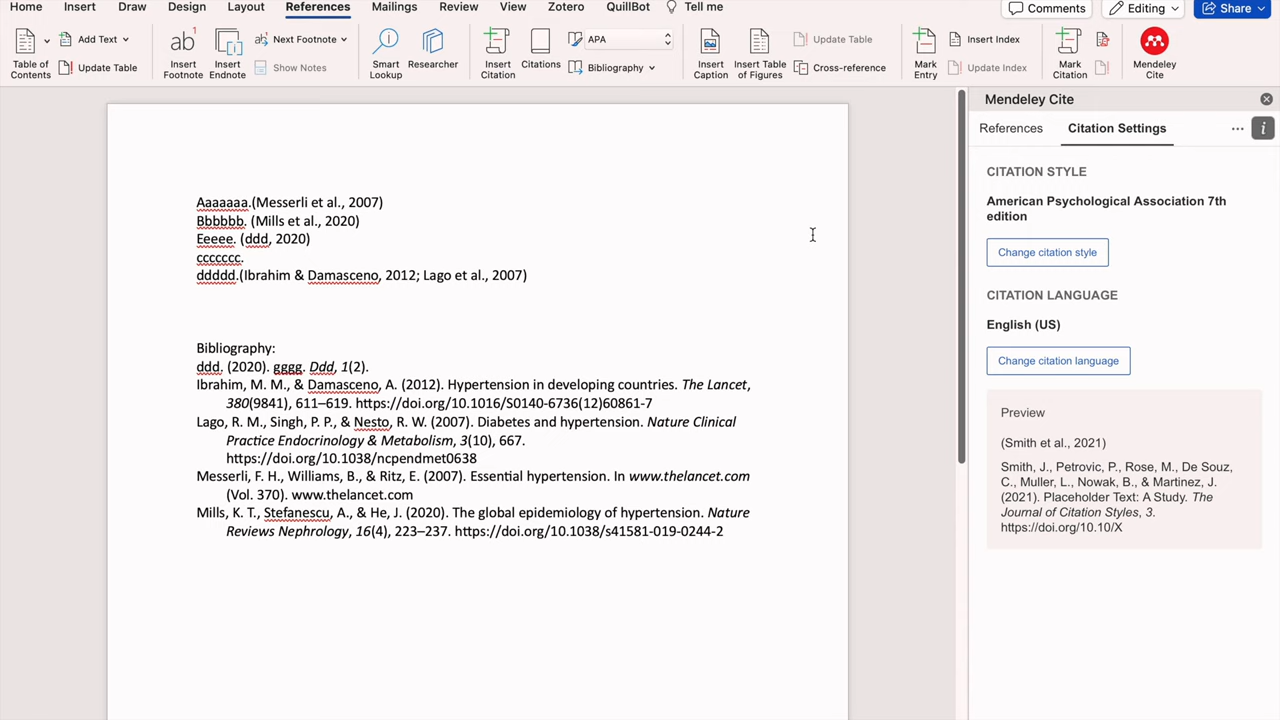 Home Insert Draw Design Layout References Mailings Review View Zotero QuillBot Tell me Comments Editing Share
Table of Contents
Add Text
Update Table
ab
Insert Footnote
Insert Endnote
ab Next Footnote
Show Notes
Smart Lookup
Researcher
Insert Citation
Citations
APA
Bibliography
Insert Caption
Insert Table of Figures
Update Table
Cross-reference
Mark Entry
Insert Index
Update Index
Mark Citation
Mendeley Cite
Aaaaaaa.(Messerli et al., 2007)
Bbbbbb. (Mills et al., 2020)
Eeeee. (ddd, 2020)
ccccccc.
ddddd.(Ibrahim & Damasceno, 2012; Lago et al., 2007)
Bibliography:
ddd. (2020). gggg. Ddd, 1(2).
Ibrahim, M. M., & Damasceno, A. (2012). Hypertension in developing countries. The Lancet,
380(9841), 611–619. https://doi.org/10.1016/S0140-6736(12)60861-7
Lago, R. M., Singh, P. P., & Nesto, R. W. (2007). Diabetes and hypertension. Nature Clinical
Practice Endocrinology & Metabolism, 3(10), 667.
https://doi.org/10.1038/ncpendmet0638
Messerli, F. H., Williams, B., & Ritz, E. (2007). Essential hypertension. In www.thelancet.com
(Vol. 370). www.thelancet.com
Mills, K. T., Stefanescu, A., & He, J. (2020). The global epidemiology of hypertension. Nature
Reviews Nephrology, 16(4), 223–237. https://doi.org/10.1038/s41581-019-0244-2
Mendeley Cite
References Citation Settings ... i
CITATION STYLE
American Psychological Association 7th
edition
Change citation style
CITATION LANGUAGE
English (US)
Change citation language
Preview
(Smith et al., 2021)
Smith, J., Petrovic, P., Rose, M., De Souz,
C., Muller, L., Nowak, B., & Martinez, J.
(2021). Placeholder Text: A Study. The
Journal of Citation Styles, 3.
https://doi.org/10.10/X